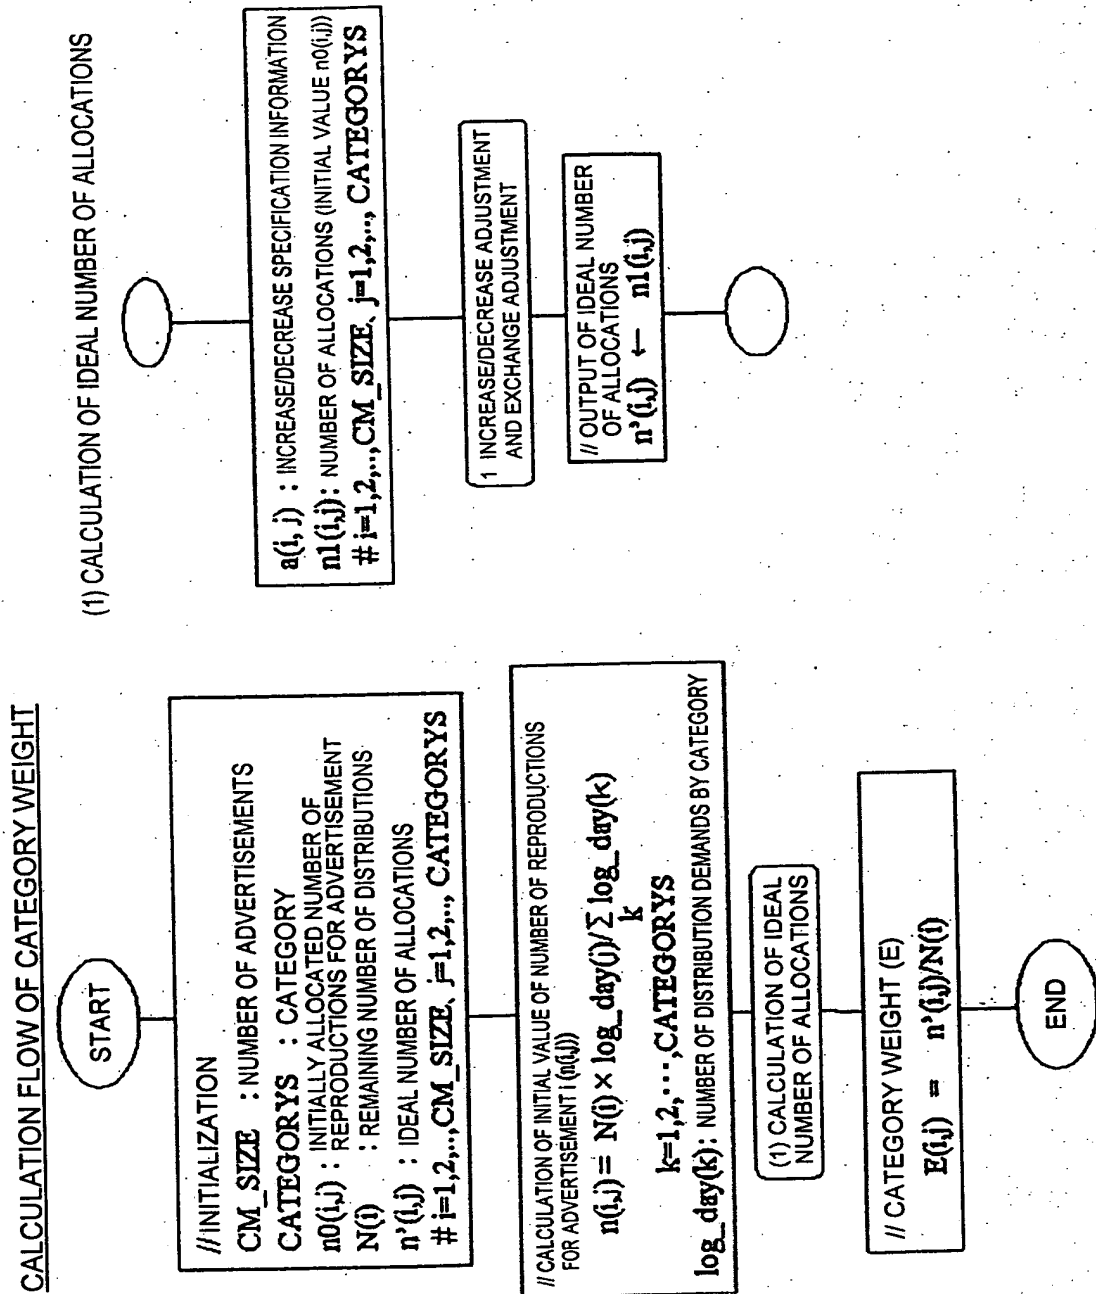 CALCULATION FLOW OF CATEGORY WEIGHT
START
//INITIALIZATION
CM_SIZE : NUMBER OF ADVERTISEMENTS
CATEGORYS : CATEGORY
n0(i,j) : INITIALLY ALLOCATED NUMBER OF
REPRODUCTIONS FOR ADVERTISEMENT
N(i) : REMAINING NUMBER OF DISTRIBUTIONS
n'(i,j) : IDEAL NUMBER OF ALLOCATIONS
# i=1,2,..,CM_SIZE、j=1,2,.., CATEGORYS
// CALCULATION OF INITIAL VALUE OF NUMBER OF REPRODUCTIONS
FOR ADVERTISEMENT i (n(i,j))
n(i,j) = N(i) × log_day(j)/Σ log_day(k)
k
k=1,2,⋯,CATEGORYS
log_day(k): NUMBER OF DISTRIBUTION DEMANDS BY CATEGORY
(1) CALCULATION OF IDEAL
NUMBER OF ALLOCATIONS
// CATEGORY WEIGHT (E)
E(i,j) = n'(i,j)/N(i)
END
(1) CALCULATION OF IDEAL NUMBER OF ALLOCATIONS
a(i, j) : INCREASE/DECREASE SPECIFICATION INFORMATION
n1(i,j): NUMBER OF ALLOCATIONS (INITIAL VALUE n0(i,j))
# i=1,2,..,CM_SIZE、j=1,2,.., CATEGORYS
1 INCREASE/DECREASE ADJUSTMENT
AND EXCHANGE ADJUSTMENT
// OUTPUT OF IDEAL NUMBER
OF ALLOCATIONS
n'(i,j) ← n1(i,j)